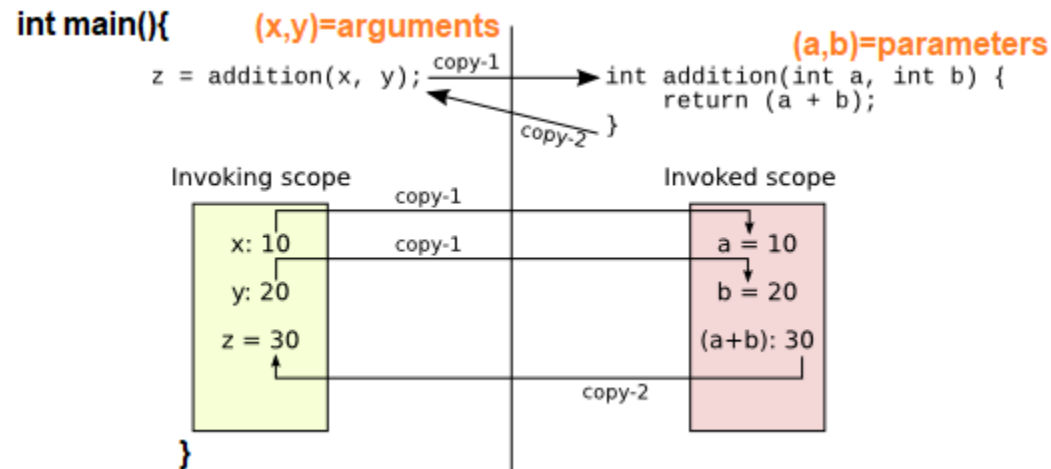 int main(){
(x,y)=arguments
(a,b)=parameters
z = addition(x, y);
copy-1
int addition(int a, int b) {
return (a + b);
}
copy-2
Invoking scope
Invoked scope
copy-1
x: 10
a = 10
copy-1
y: 20
b = 20
z = 30
(a+b): 30
copy-2
}